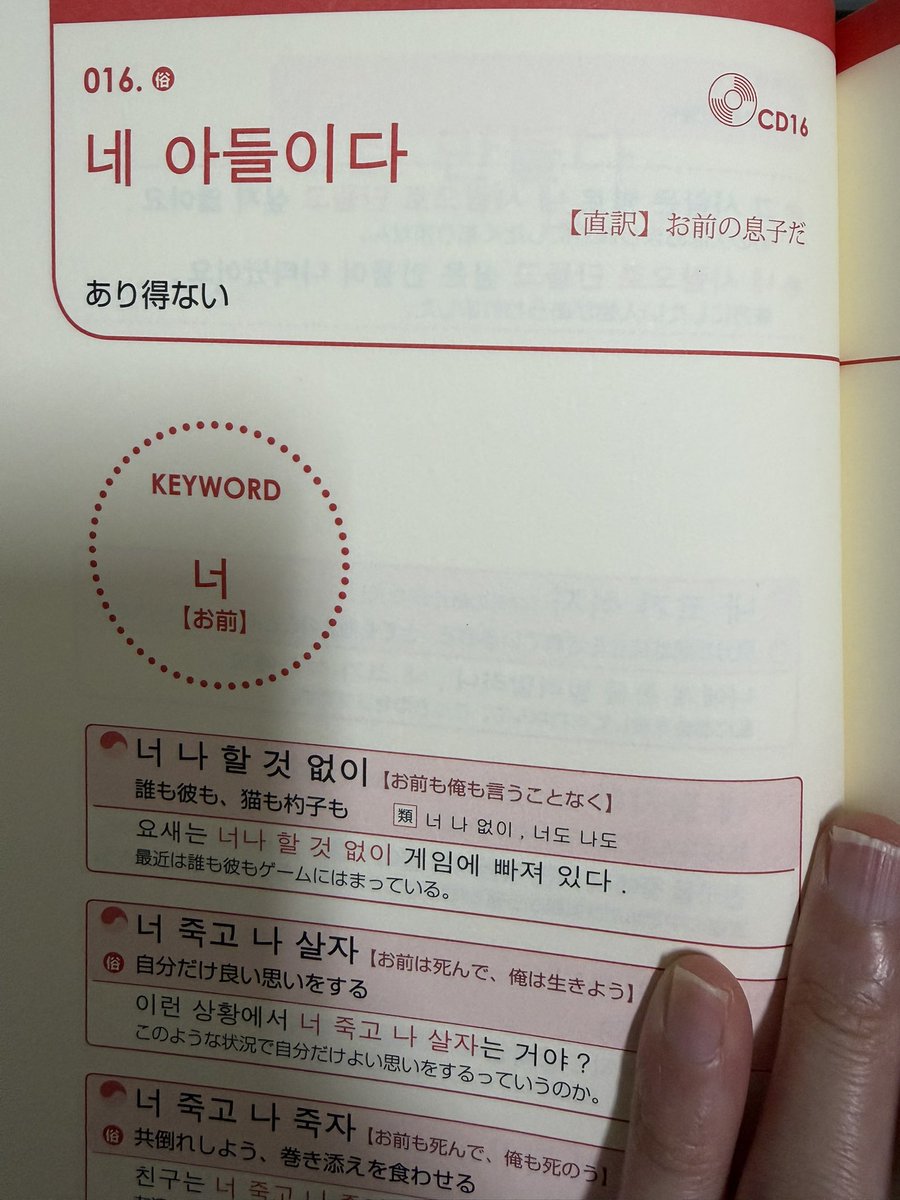 016. 俗
CD16
네 아들이다
【直訳】お前の息子だ
あり得ない
KEYWORD
너
【お前】
너 나 할 것 없이【お前も俺も言うことなく】
誰も彼も、猫も杓子も 類 너 나 없이 , 너도 나도
요새는 너나 할 것 없이 게임에 빠져 있다 .
最近は誰も彼もゲームにはまっている。
너 죽고 나 살자【お前は死んで、俺は生きよう】
俗 自分だけ良い思いをする
이런 상황에서 너 죽고 나 살자는 거야 ?
このような状況で自分だけよい思いをするっていうのか。
너 죽고 나 죽자【お前も死んで、俺も死のう】
俗 共倒れしよう、巻き添えを食わせる
친구는 너 죽고 나